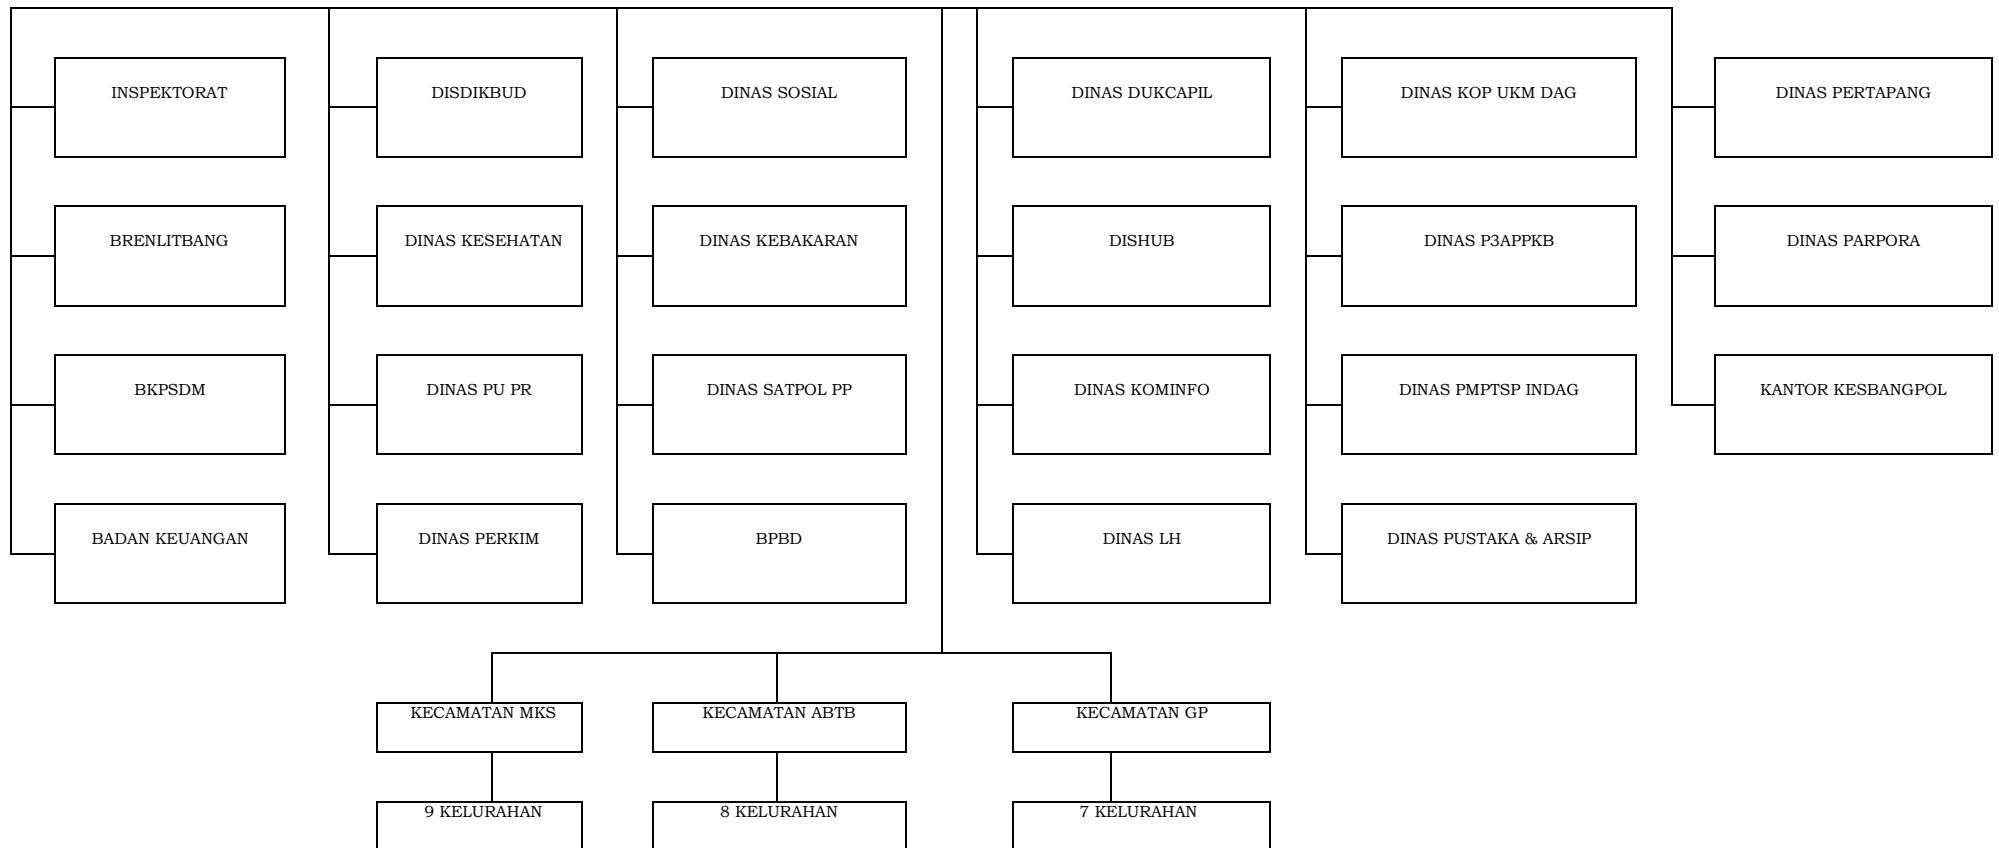 INSPEKTORAT
DISDIKBUD
DINAS SOSIAL
DINAS DUKCAPIL
DINAS KOP UKM DAG
DINAS PERTAPANG
BRENLITBANG
DINAS KESEHATAN
DINAS KEBAKARAN
DISHUB
DINAS P3APPKB
DINAS PARPORA
BKPSDM
DINAS PU PR
DINAS SATPOL PP
DINAS KOMINFO
DINAS PMPTSP INDAG
KANTOR KESBANGPOL
BADAN KEUANGAN
DINAS PERKIM
BPBD
DINAS LH
DINAS PUSTAKA & ARSIP
KECAMATAN MKS
KECAMATAN ABTB
KECAMATAN GP
9 KELURAHAN
8 KELURAHAN
7 KELURAHAN